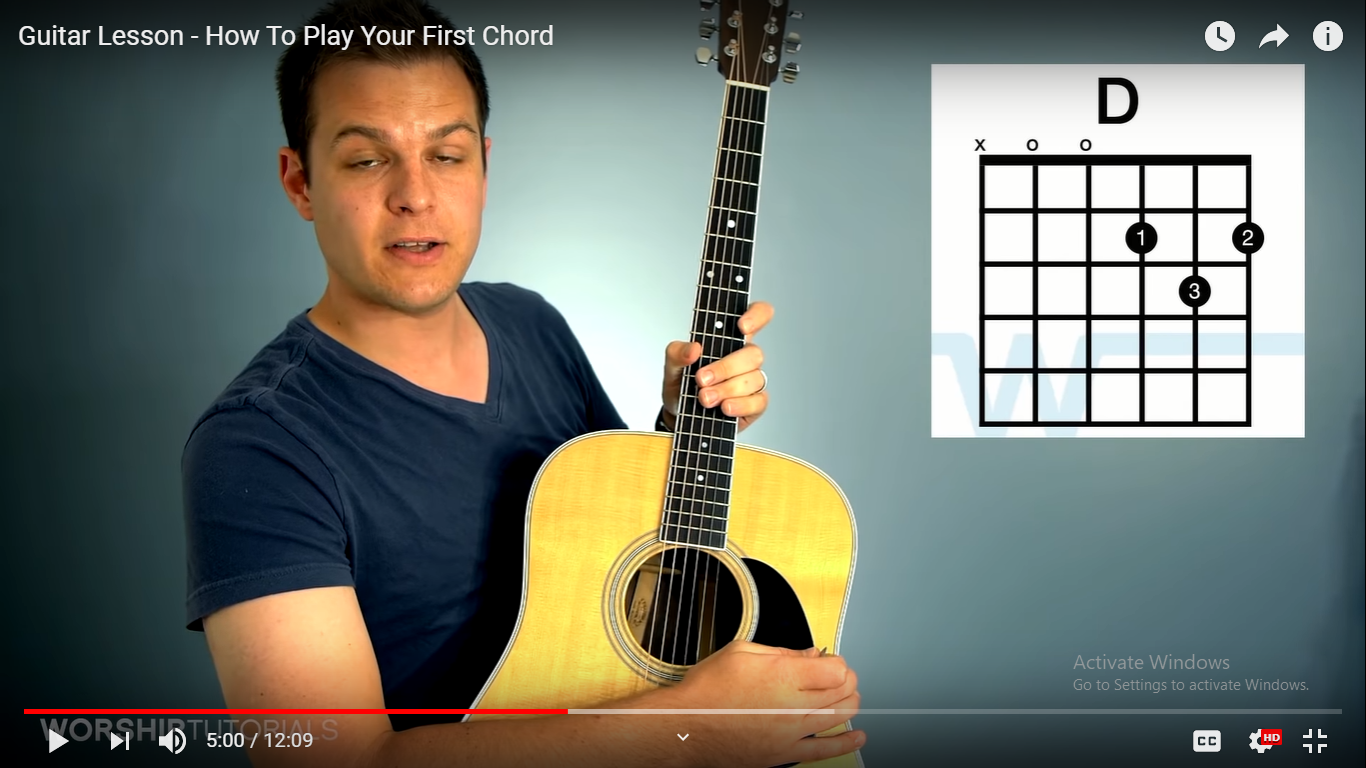 Guitar Lesson - How To Play Your First Chord
D
x o o
1 2
3
W
Activate Windows
Go to Settings to activate Windows.
WORSHIPTUTORIALS
5:00 / 12:09
CC
HD